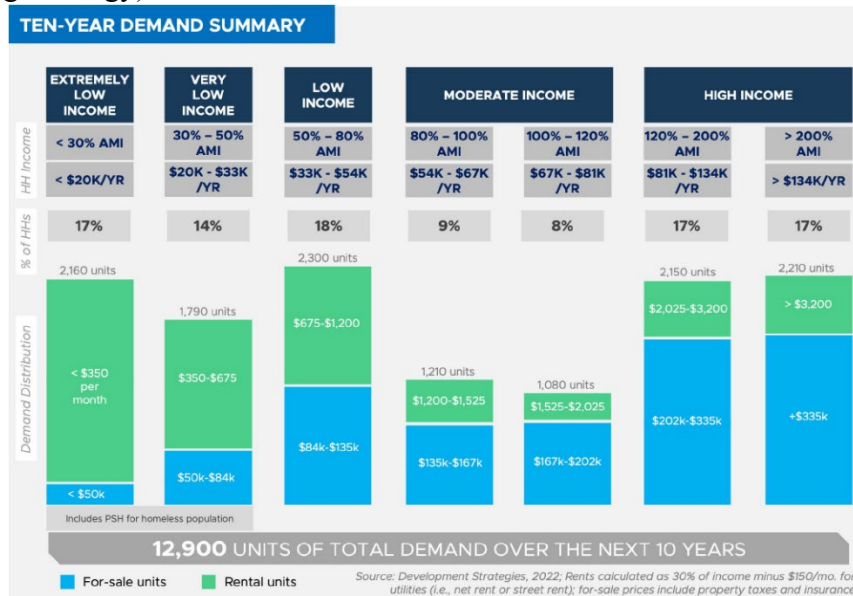 TEN-YEAR DEMAND SUMMARY
EXTREMELY
LOW
INCOME
VERY
LOW
INCOME
LOW
INCOME
MODERATE INCOME
HIGH INCOME
HH Income
< 30% AMI
30% – 50%
AMI
50% – 80%
AMI
80% – 100%
AMI
100% – 120%
AMI
120% – 200%
AMI
> 200%
AMI
< $20K/YR
$20K - $33K
/YR
$33K - $54K
/YR
$54K - $67K
/YR
$67K - $81K
/YR
$81K - $134K
/YR
> $134K/YR
% of HHs
17%
14%
18%
9%
8%
17%
17%
Demand Distribution
2,160 units
1,790 units
2,300 units
1,210 units
1,080 units
2,150 units
2,210 units
< $350
per
month
$350-$675
$675-$1,200
$1,200-$1,525
$1,525-$2,025
$2,025-$3,200
> $3,200
< $50k
$50k-$84k
$84k-$135k
$135k-$167k
$167k-$202k
$202k-$335k
+$335k
Includes PSH for homeless population
12,900 UNITS OF TOTAL DEMAND OVER THE NEXT 10 YEARS
For-sale units
Rental units
Source: Development Strategies, 2022; Rents calculated as 30% of income minus $150/mo. for
utilities (i.e., net rent or street rent); for-sale prices include property taxes and insurance